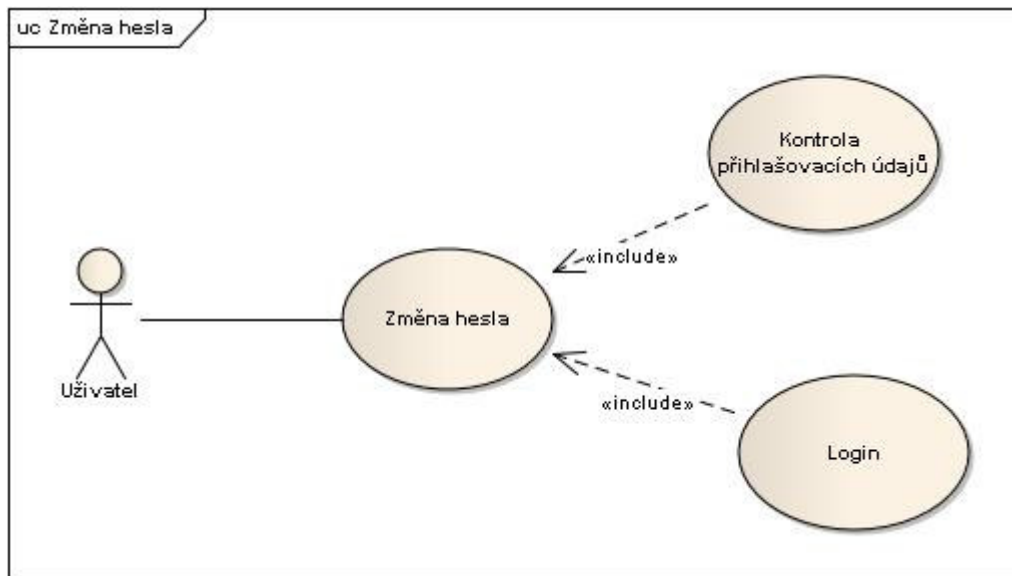 uc Změna hesla
Kontrola
přihlašovacích údajů
«include»
Změna hesla
Uživatel
«include»
Login